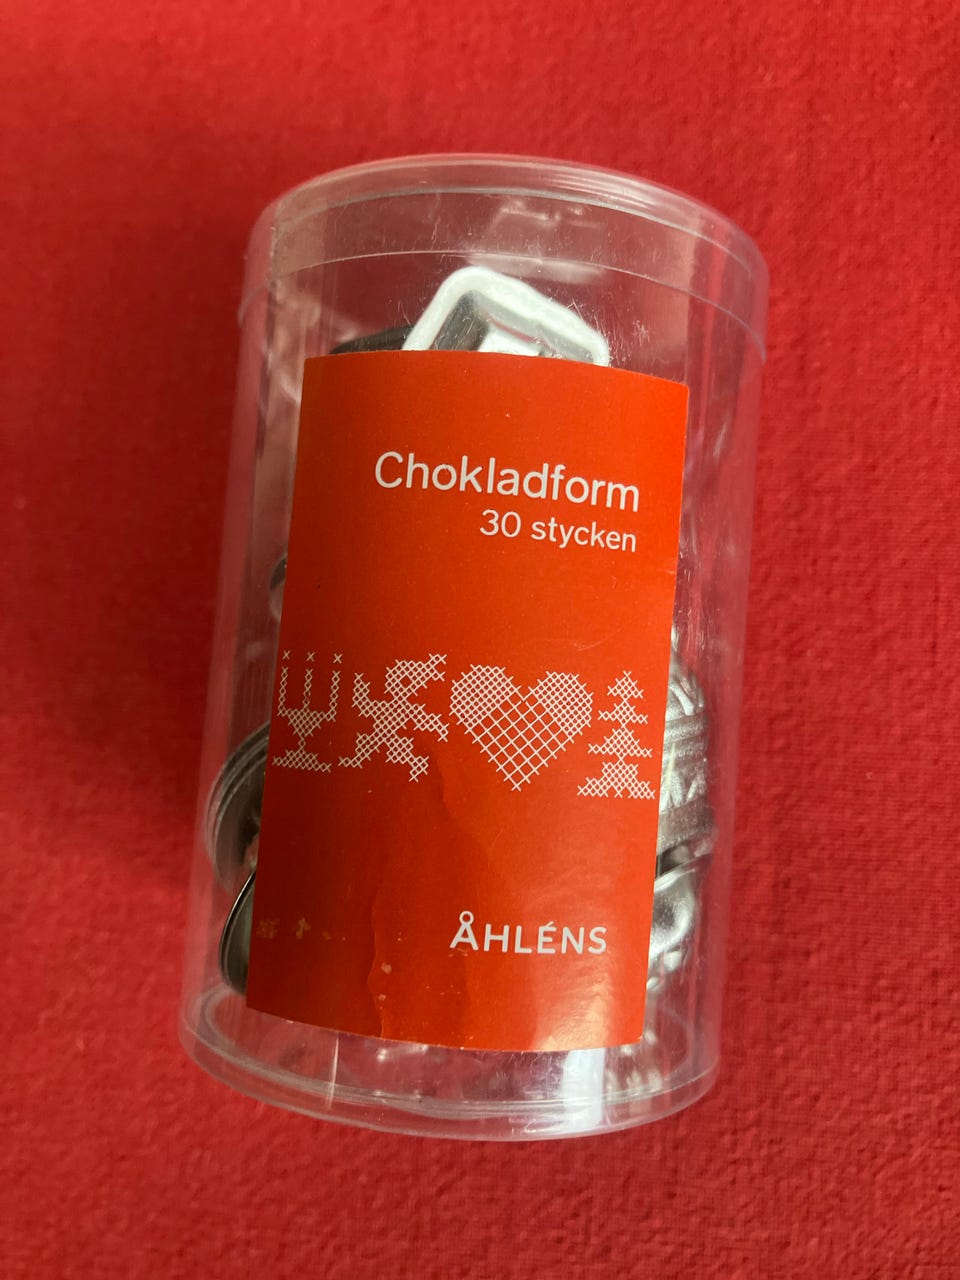 Chokladform
30 stycken
ÅHLÉNS